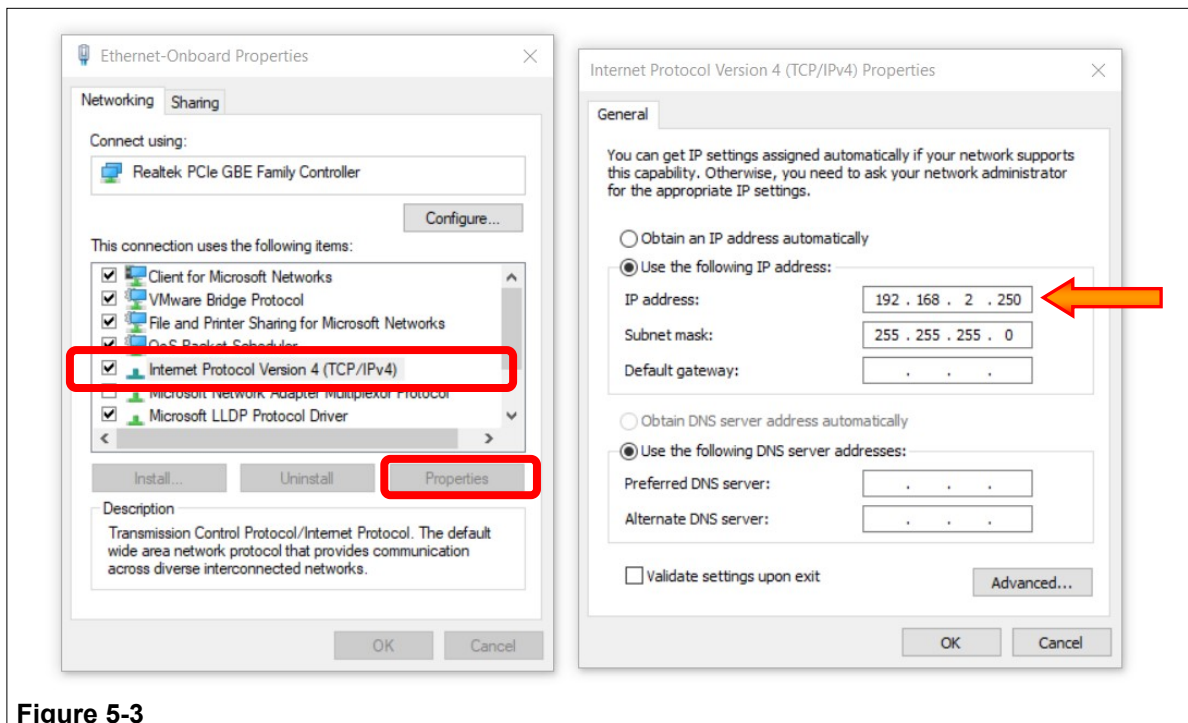 Ethernet-Onboard Properties
Networking Sharing
Connect using:
Realtek PCIe GBE Family Controller
Configure...
This connection uses the following items:
Client for Microsoft Networks
VMware Bridge Protocol
File and Printer Sharing for Microsoft Networks
QoS Packet Scheduler
Internet Protocol Version 4 (TCP/IPv4)
Microsoft Network Adapter Multiplexor Protocol
Microsoft LLDP Protocol Driver
Install... Uninstall Properties
Description
Transmission Control Protocol/Internet Protocol. The default
wide area network protocol that provides communication
across diverse interconnected networks.
OK Cancel
Internet Protocol Version 4 (TCP/IPv4) Properties
General
You can get IP settings assigned automatically if your network supports
this capability. Otherwise, you need to ask your network administrator
for the appropriate IP settings.
Obtain an IP address automatically
Use the following IP address:
IP address: 192 . 168 . 2 . 250
Subnet mask: 255 . 255 . 255 . 0
Default gateway: . . .
Obtain DNS server address automatically
Use the following DNS server addresses:
Preferred DNS server: . . .
Alternate DNS server: . . .
Validate settings upon exit
Advanced...
OK Cancel
Figure 5-3